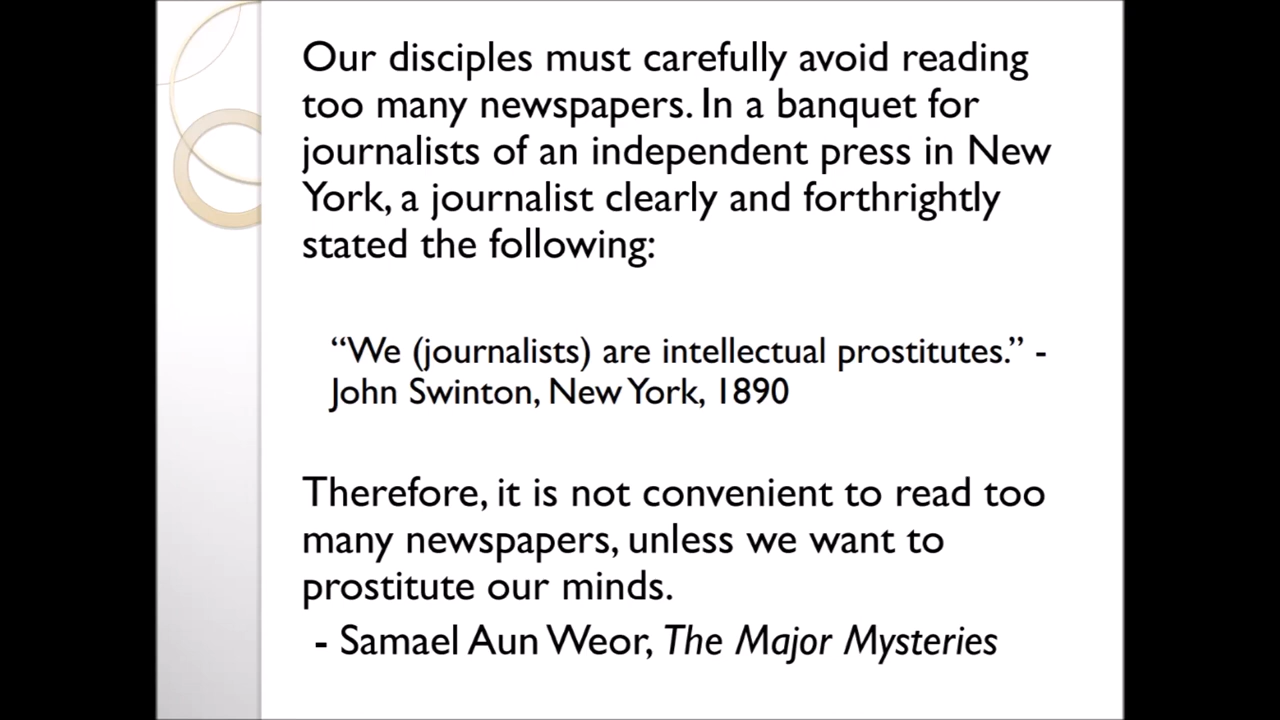 Our disciples must carefully avoid reading
too many newspapers. In a banquet for
journalists of an independent press in New
York, a journalist clearly and forthrightly
stated the following:
“We (journalists) are intellectual prostitutes.” -
John Swinton, New York, 1890
Therefore, it is not convenient to read too
many newspapers, unless we want to
prostitute our minds.
- Samael Aun Weor, The Major Mysteries